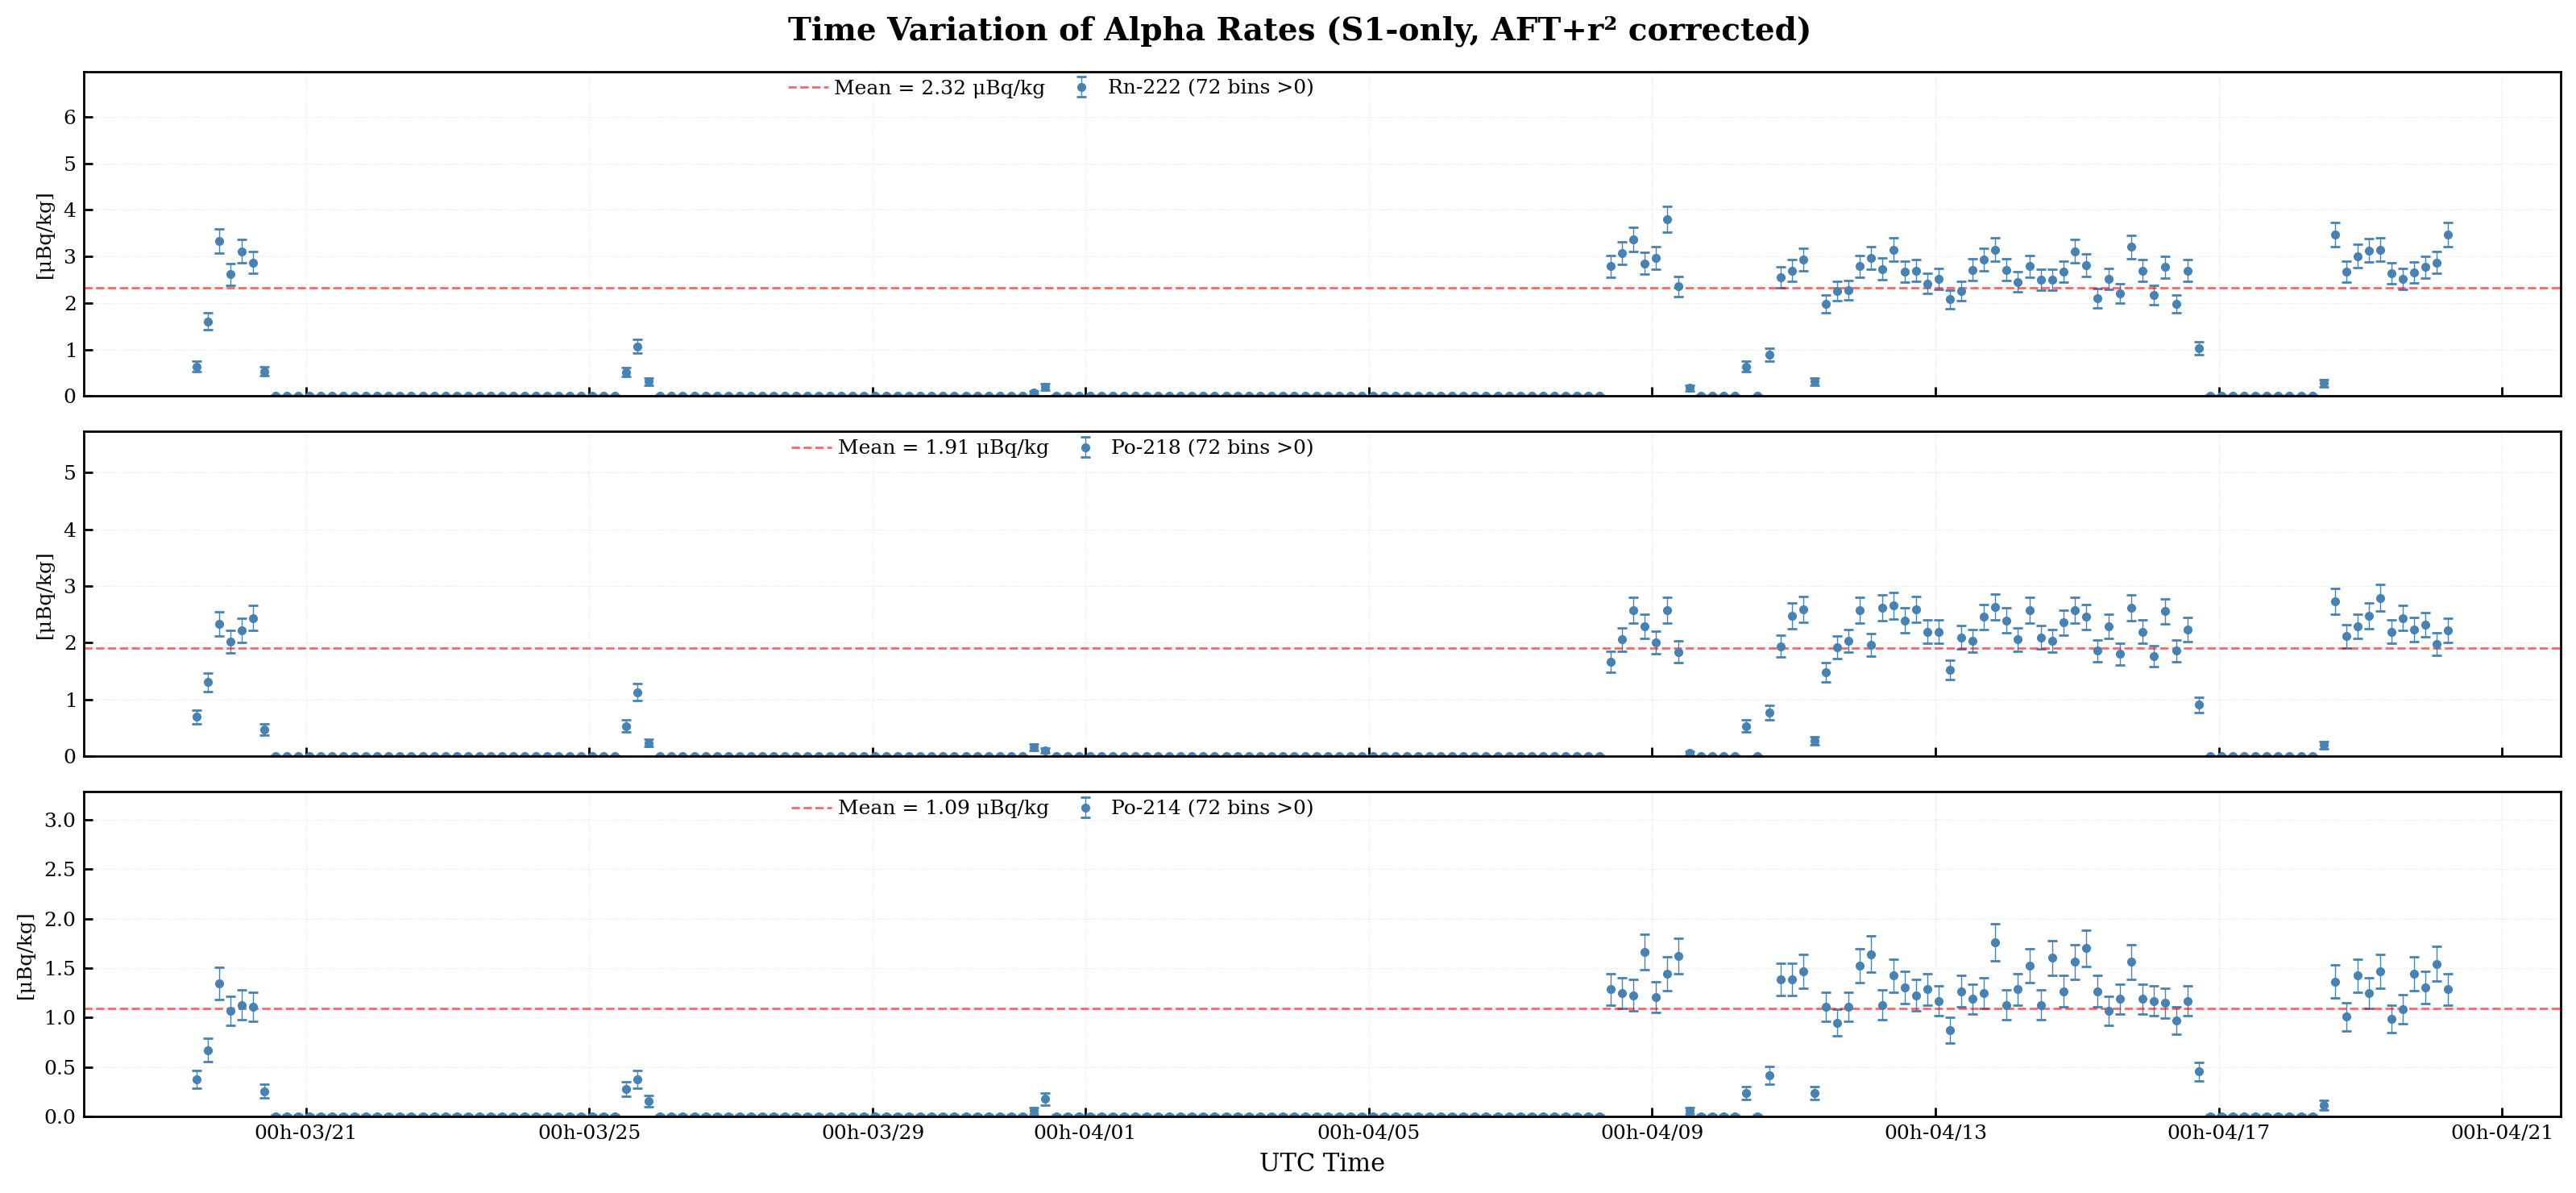 Time Variation of Alpha Rates (S1-only, AFT+r² corrected)
Mean = 2.32 μBq/kg Rn-222 (72 bins >0)
6
5
4
3
2
1
0
[μBq/kg]
Mean = 1.91 μBq/kg Po-218 (72 bins >0)
5
4
3
2
1
0
[μBq/kg]
Mean = 1.09 μBq/kg Po-214 (72 bins >0)
3.0
2.5
2.0
1.5
1.0
0.5
0.0
[μBq/kg]
00h-03/21 00h-03/25 00h-03/29 00h-04/01 00h-04/05 00h-04/09 00h-04/13 00h-04/17 00h-04/21
UTC Time